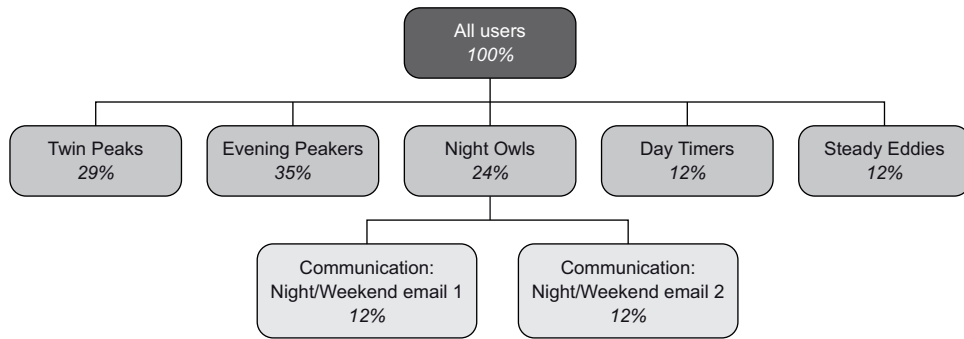 All users
100%
Twin Peaks
29%
Evening Peakers
35%
Night Owls
24%
Day Timers
12%
Steady Eddies
12%
Communication:
Night/Weekend email 1
12%
Communication:
Night/Weekend email 2
12%